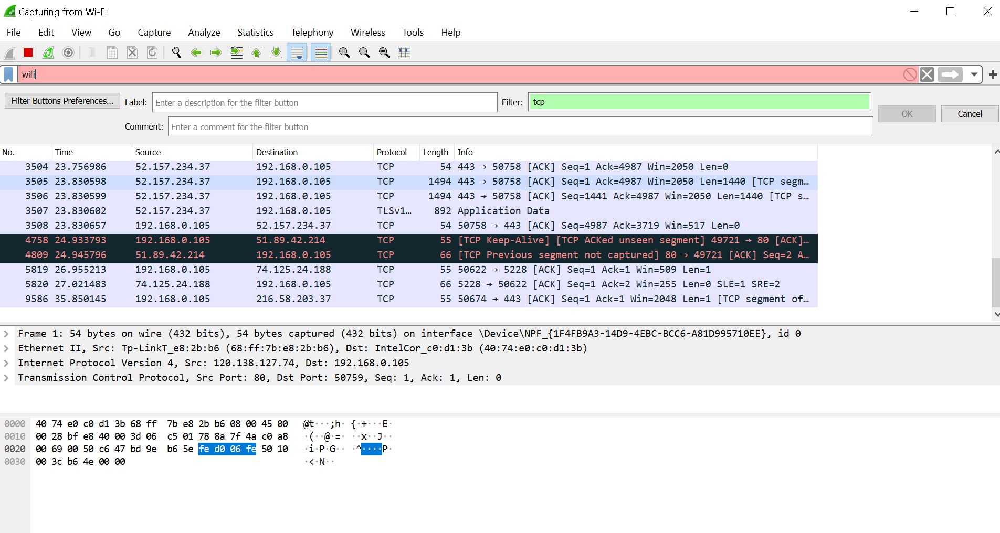 Capturing from Wi-Fi
File Edit View Go Capture Analyze Statistics Telephony Wireless Tools Help
wifi
Filter Buttons Preferences... Label: Enter a description for the filter button Filter: tcp OK Cancel
Comment: Enter a comment for the filter button
No. Time Source Destination Protocol Length Info
3504 23.756986 52.157.234.37 192.168.0.105 TCP 54 443 → 50758 [ACK] Seq=1 Ack=4987 Win=2050 Len=0
3505 23.830598 52.157.234.37 192.168.0.105 TCP 1494 443 → 50758 [ACK] Seq=1 Ack=4987 Win=2050 Len=1440 [TCP segm…
3506 23.830599 52.157.234.37 192.168.0.105 TCP 1494 443 → 50758 [ACK] Seq=1441 Ack=4987 Win=2050 Len=1440 [TCP s…
3507 23.830602 52.157.234.37 192.168.0.105 TLSv1… 892 Application Data
3508 23.830657 192.168.0.105 52.157.234.37 TCP 54 50758 → 443 [ACK] Seq=4987 Ack=3719 Win=517 Len=0
4758 24.933793 192.168.0.105 51.89.42.214 TCP 55 [TCP Keep-Alive] [TCP ACKed unseen segment] 49721 → 80 [ACK]…
4809 24.945796 51.89.42.214 192.168.0.105 TCP 66 [TCP Previous segment not captured] 80 → 49721 [ACK] Seq=2 A…
5819 26.955213 192.168.0.105 74.125.24.188 TCP 55 50622 → 5228 [ACK] Seq=1 Ack=1 Win=509 Len=1
5820 27.021483 74.125.24.188 192.168.0.105 TCP 66 5228 → 50622 [ACK] Seq=1 Ack=2 Win=255 Len=0 SLE=1 SRE=2
9586 35.850145 192.168.0.105 216.58.203.37 TCP 55 50674 → 443 [ACK] Seq=1 Ack=1 Win=2048 Len=1 [TCP segment of…
Frame 1: 54 bytes on wire (432 bits), 54 bytes captured (432 bits) on interface \Device\NPF_{1F4FB9A3-14D9-4EBC-BCC6-A81D995710EE}, id 0
Ethernet II, Src: Tp-LinkT_e8:2b:b6 (68:ff:7b:e8:2b:b6), Dst: IntelCor_c0:d1:3b (40:74:e0:c0:d1:3b)
Internet Protocol Version 4, Src: 120.138.127.74, Dst: 192.168.0.105
Transmission Control Protocol, Src Port: 80, Dst Port: 50759, Seq: 1, Ack: 1, Len: 0
0000 40 74 e0 c0 d1 3b 68 ff 7b e8 2b b6 08 00 45 00 @t···;h· {·+···E·
0010 00 28 bf e8 40 00 3d 06 c5 01 78 8a 7f 4a c0 a8 ·(··@·=· ··x··J··
0020 00 69 00 50 c6 47 bd 9e b6 5e fe d0 06 fe 50 10 ·i·P·G·· ·^····P·
0030 00 3c b6 4e 00 00 ·<·N··